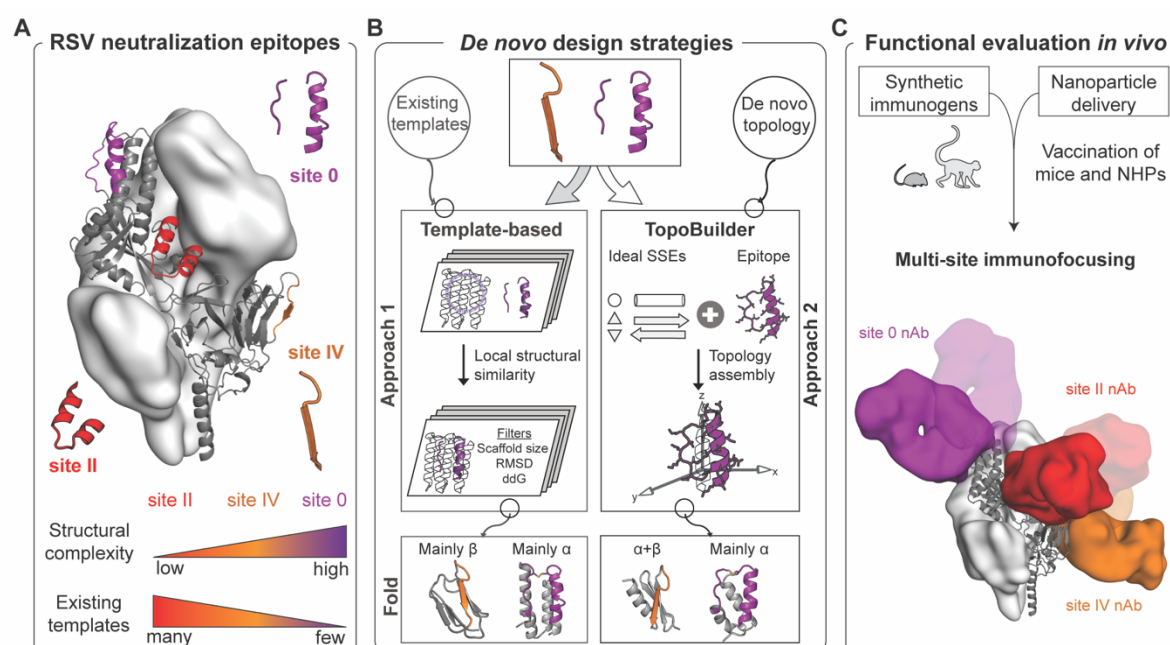 A
RSV neutralization epitopes
site 0
site IV
site II
site II
site IV
site 0
Structural
complexity
low
high
Existing
templates
many
few
B
De novo design strategies
Existing
templates
De novo
topology
Approach 1
Template-based
Local structural
similarity
Filters
Scaffold size
RMSD
ddG
TopoBuilder
Ideal SSEs
Epitope
Topology
assembly
z
x
y
Approach 2
Fold
Mainly β
Mainly α
α+β
Mainly α
C
Functional evaluation in vivo
Synthetic
immunogens
Nanoparticle
delivery
Vaccination of
mice and NHPs
Multi-site immunofocusing
site 0 nAb
site II nAb
site IV nAb